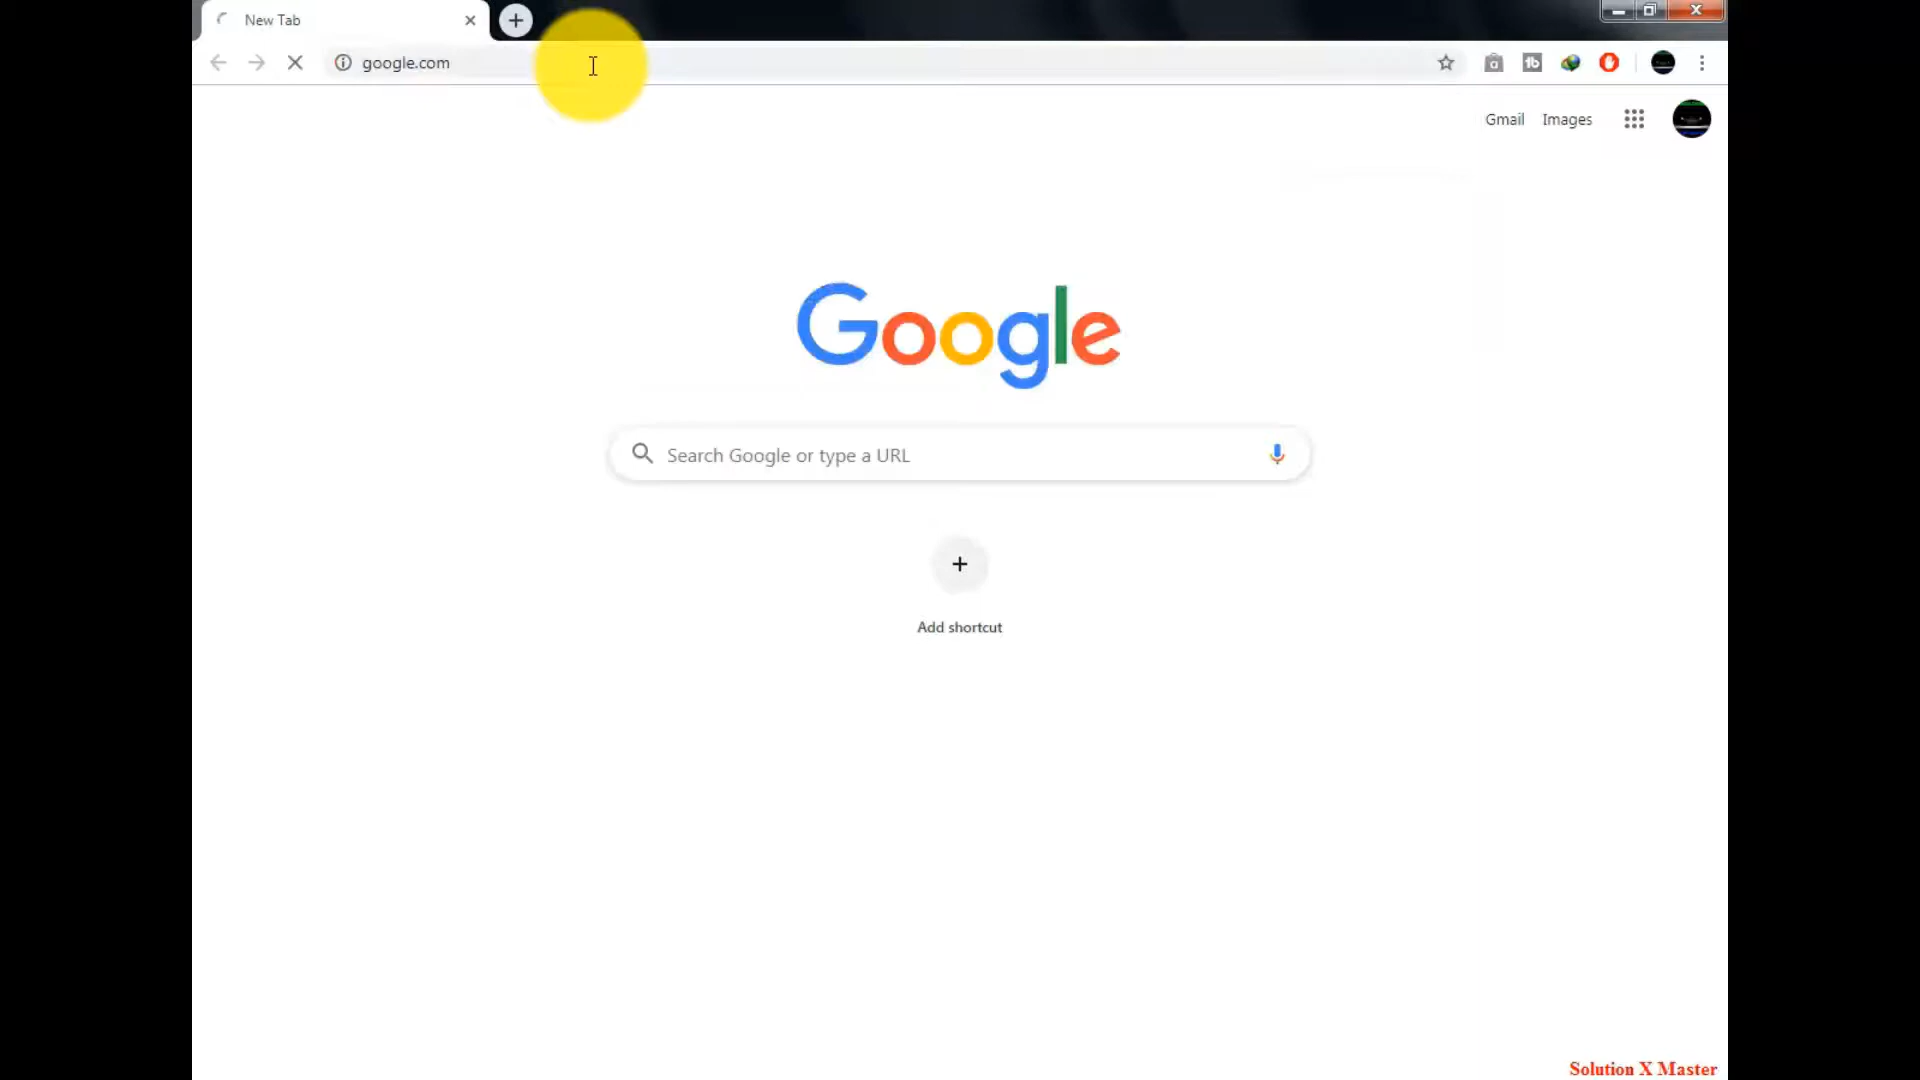 New Tab
google.com
Gmail Images
Google
Search Google or type a URL
Add shortcut
Solution X Master